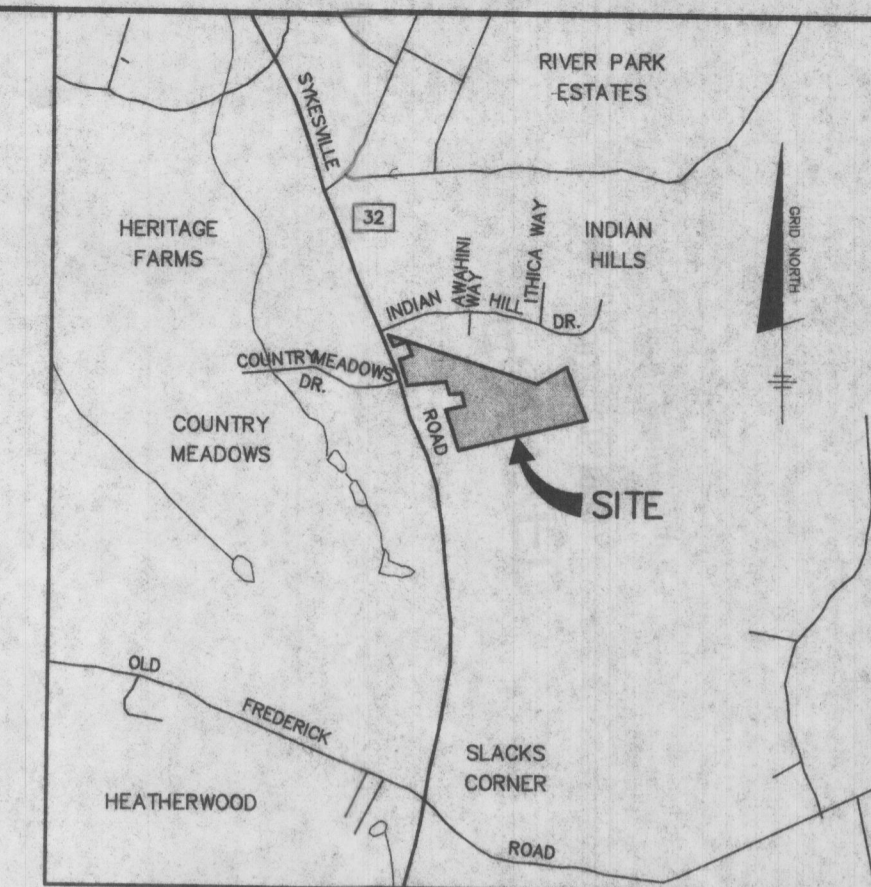 RIVER PARK
ESTATES
SYKESVILLE
32
HERITAGE
FARMS
ITHICA WAY
INDIAN
HILLS
GRID NORTH
AWAHINI
WAY
INDIAN HILL DR.
COUNTRY MEADOWS
DR.
ROAD
COUNTRY
MEADOWS
SITE
OLD
FREDERICK
SLACKS
CORNER
HEATHERWOOD
ROAD